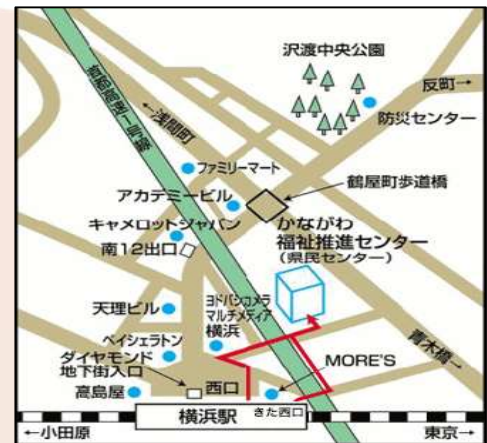 沢渡中央公園
反町→
防災センター
首都高速一号線
←浅間町
ファミリーマート
アカデミービル
鶴屋町歩道橋
キャメロットジャパン
かながわ
福祉推進センター
(県民センター)
南12出口
天理ビル
ヨドバシカメラ
マルチメディア
横浜
ベイシェラトン
青木橋→
ダイヤモンド
地下街入口
MORE'S
高島屋
西口
きた西口
横浜駅
←小田原
東京→